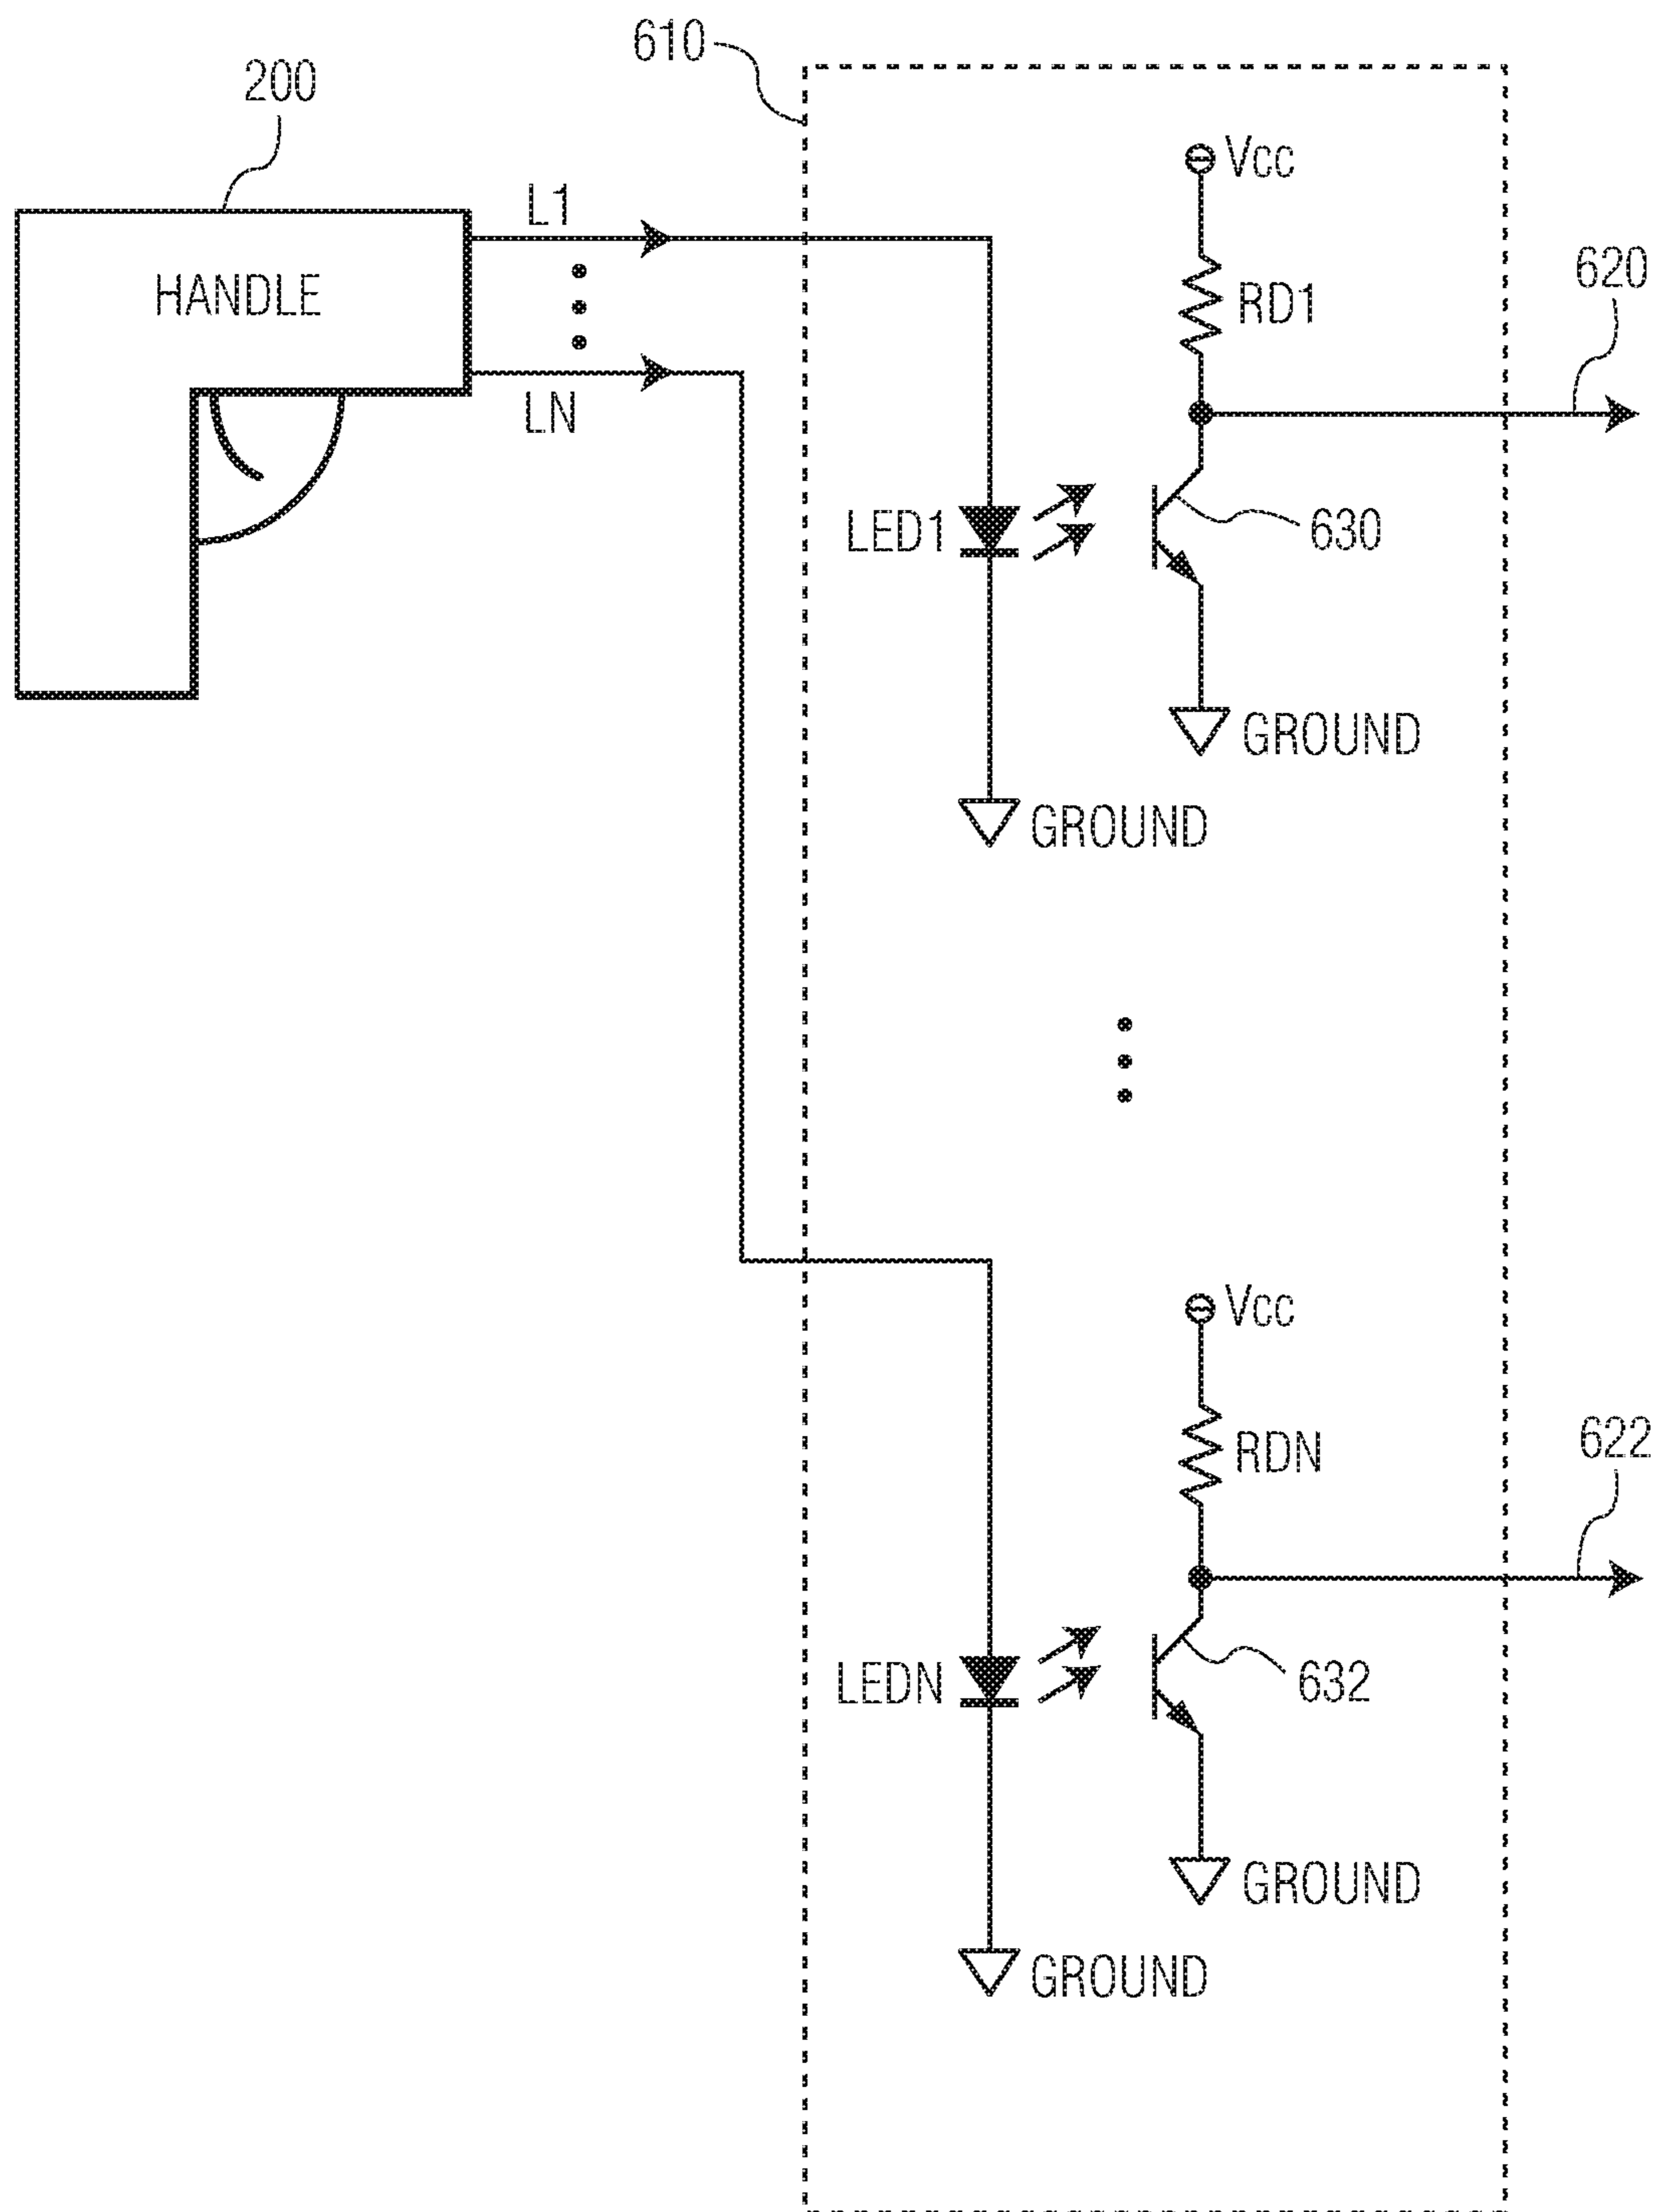 610
200
VCC
L1
HANDLE
RD1
620
LN
LED1
630
GROUND
GROUND
VCC
RDN
622
LEDN
632
GROUND
GROUND